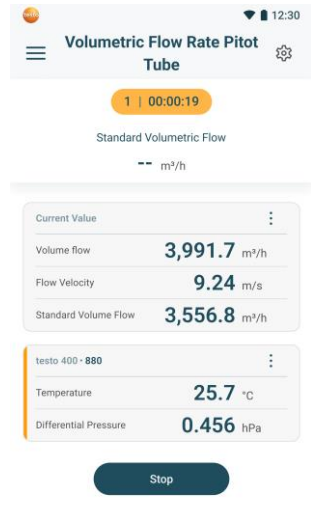 testo
12:30
Volumetric Flow Rate Pitot
Tube
1 | 00:00:19
Standard Volumetric Flow
-- m³/h
Current Value
Volume flow 3,991.7 m³/h
Flow Velocity 9.24 m/s
Standard Volume Flow 3,556.8 m³/h
testo 400 · 880
Temperature 25.7 °C
Differential Pressure 0.456 hPa
Stop